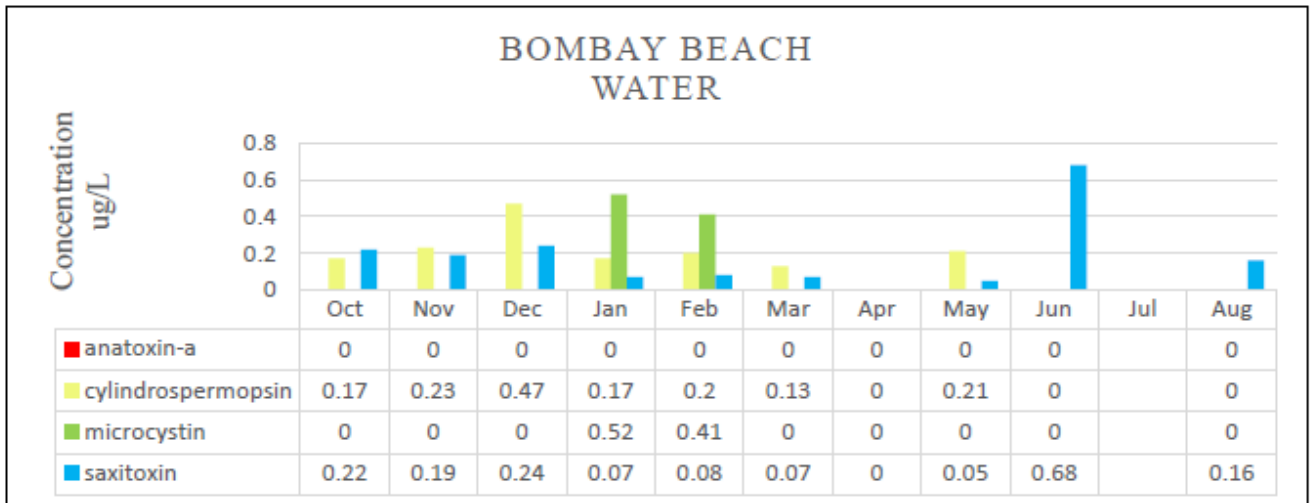 BOMBAY BEACH
WATER
Concentration
ug/L
0.8
0.6
0.4
0.2
0
Oct Nov Dec Jan Feb Mar Apr May Jun Jul Aug
anatoxin-a 0 0 0 0 0 0 0 0 0 0
cylindrospermopsin 0.17 0.23 0.47 0.17 0.2 0.13 0 0.21 0 0
microcystin 0 0 0 0.52 0.41 0 0 0 0 0
saxitoxin 0.22 0.19 0.24 0.07 0.08 0.07 0 0.05 0.68 0.16